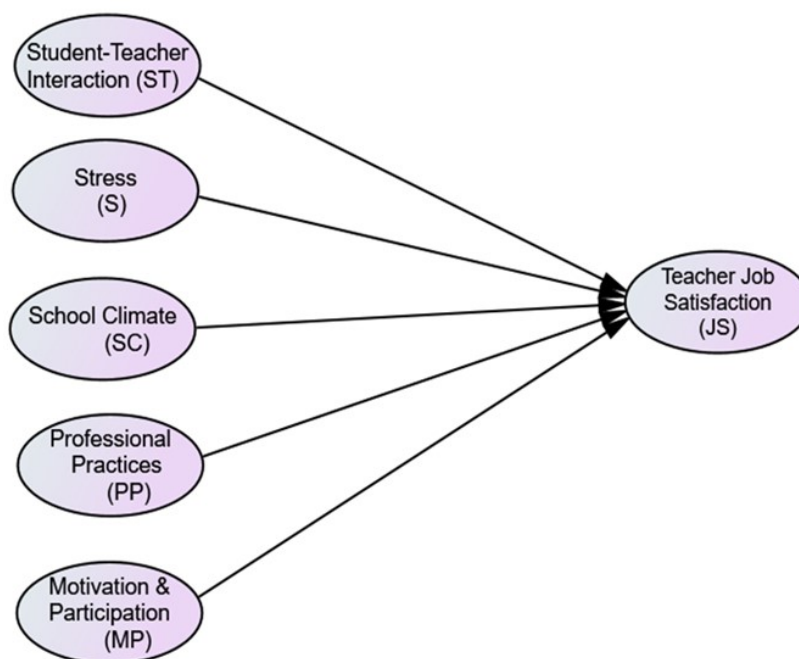 Student-Teacher
Interaction (ST)
Stress
(S)
School Climate
(SC)
Professional
Practices
(PP)
Motivation &
Participation
(MP)
Teacher Job
Satisfaction
(JS)